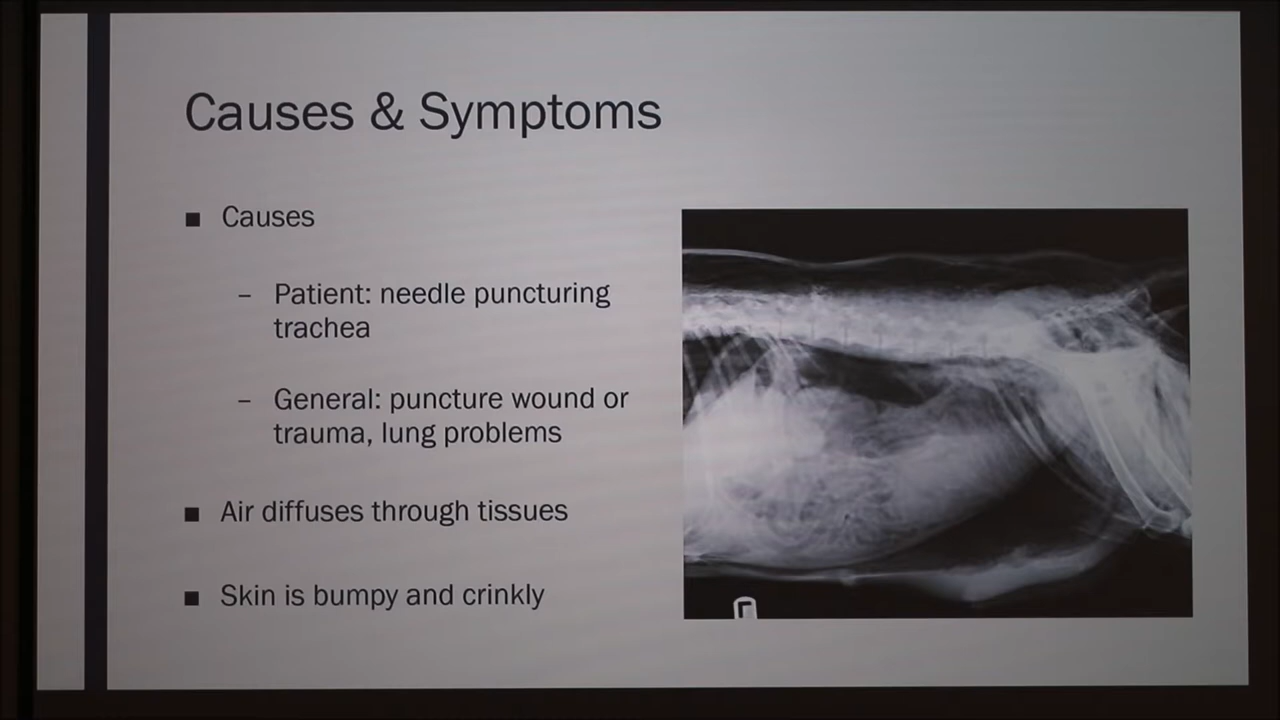 Causes & Symptoms
■ Causes
– Patient: needle puncturing
trachea
– General: puncture wound or
trauma, lung problems
■ Air diffuses through tissues
■ Skin is bumpy and crinkly
L